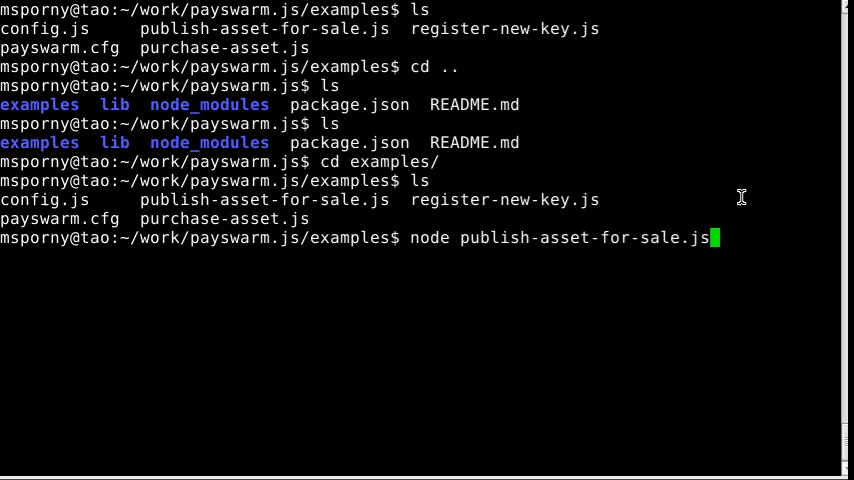 msporny@tao:~/work/payswarm.js/examples$ ls
config.js     publish-asset-for-sale.js  register-new-key.js
payswarm.cfg  purchase-asset.js
msporny@tao:~/work/payswarm.js/examples$ cd ..
msporny@tao:~/work/payswarm.js$ ls
examples  lib  node_modules  package.json  README.md
msporny@tao:~/work/payswarm.js$ ls
examples  lib  node_modules  package.json  README.md
msporny@tao:~/work/payswarm.js$ cd examples/
msporny@tao:~/work/payswarm.js/examples$ ls
config.js     publish-asset-for-sale.js  register-new-key.js
payswarm.cfg  purchase-asset.js
msporny@tao:~/work/payswarm.js/examples$ node publish-asset-for-sale.js